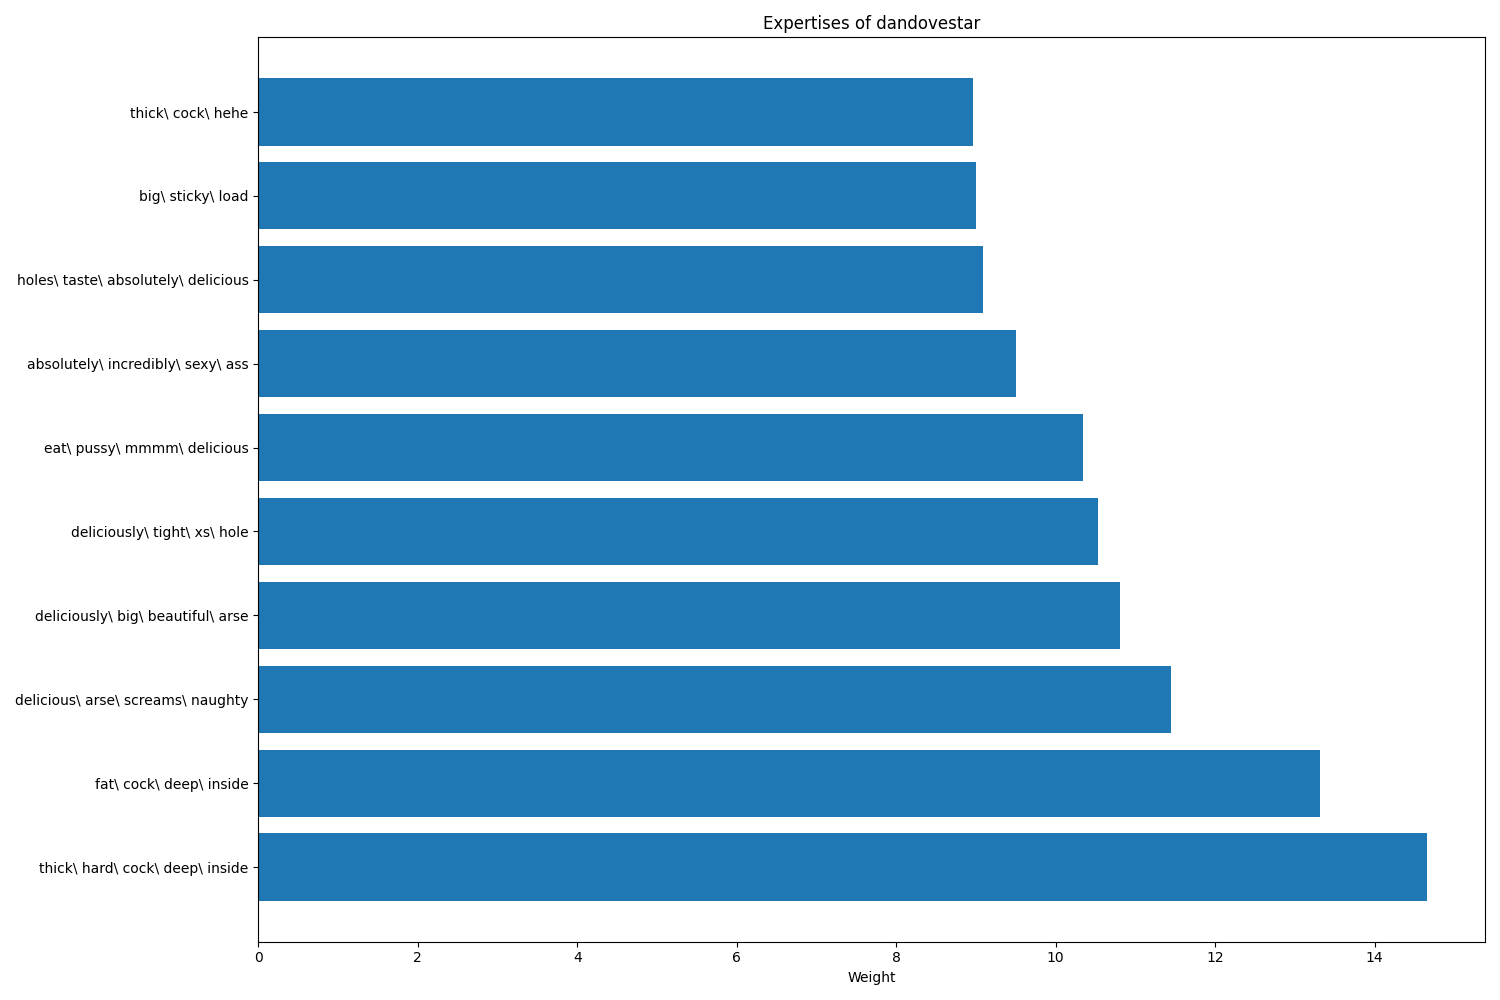 Expertises of dandovestar
thick\ cock\ hehe
big\ sticky\ load
holes\ taste\ absolutely\ delicious
absolutely\ incredibly\ sexy\ ass
eat\ pussy\ mmmm\ delicious
deliciously\ tight\ xs\ hole
deliciously\ big\ beautiful\ arse
delicious\ arse\ screams\ naughty
fat\ cock\ deep\ inside
thick\ hard\ cock\ deep\ inside
0 2 4 6 8 10 12 14
Weight